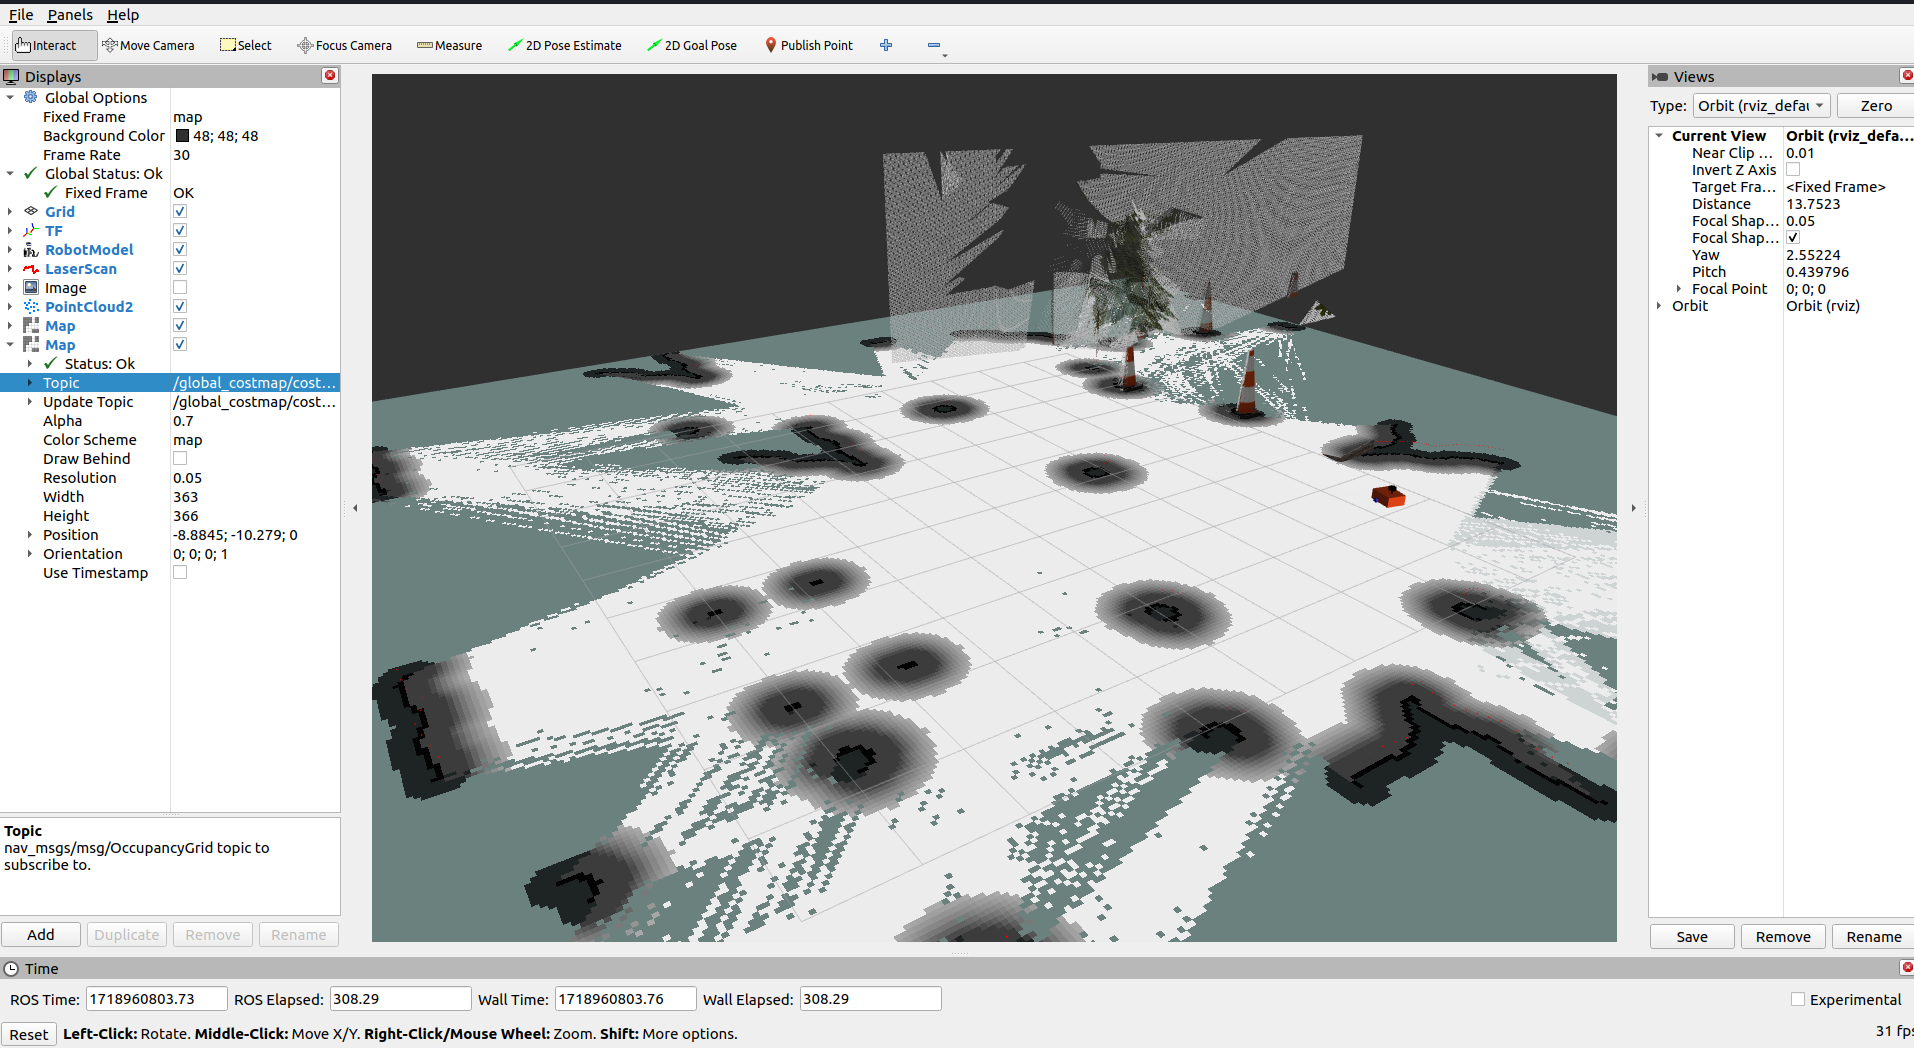 File Panels Help
Interact Move Camera Select Focus Camera Measure 2D Pose Estimate 2D Goal Pose Publish Point
Displays
Global Options
Fixed Frame map
Background Color 48; 48; 48
Frame Rate 30
Global Status: Ok
Fixed Frame OK
Grid
TF
RobotModel
LaserScan
Image
PointCloud2
Map
Map
Status: Ok
Topic /global_costmap/cost...
Update Topic /global_costmap/cost...
Alpha 0.7
Color Scheme map
Draw Behind
Resolution 0.05
Width 363
Height 366
Position -8.8845; -10.279; 0
Orientation 0; 0; 0; 1
Use Timestamp
Topic
nav_msgs/msg/OccupancyGrid topic to
subscribe to.
Add Duplicate Remove Rename
Views
Type: Orbit (rviz_defau Zero
Current View Orbit (rviz_defa...
Near Clip ... 0.01
Invert Z Axis
Target Fra... <Fixed Frame>
Distance 13.7523
Focal Shap... 0.05
Focal Shap...
Yaw 2.55224
Pitch 0.439796
Focal Point 0; 0; 0
Orbit Orbit (rviz)
Save Remove Rename
Time
ROS Time: 1718960803.73 ROS Elapsed: 308.29 Wall Time: 1718960803.76 Wall Elapsed: 308.29 Experimental
Reset Left-Click: Rotate. Middle-Click: Move X/Y. Right-Click/Mouse Wheel: Zoom. Shift: More options. 31 fps